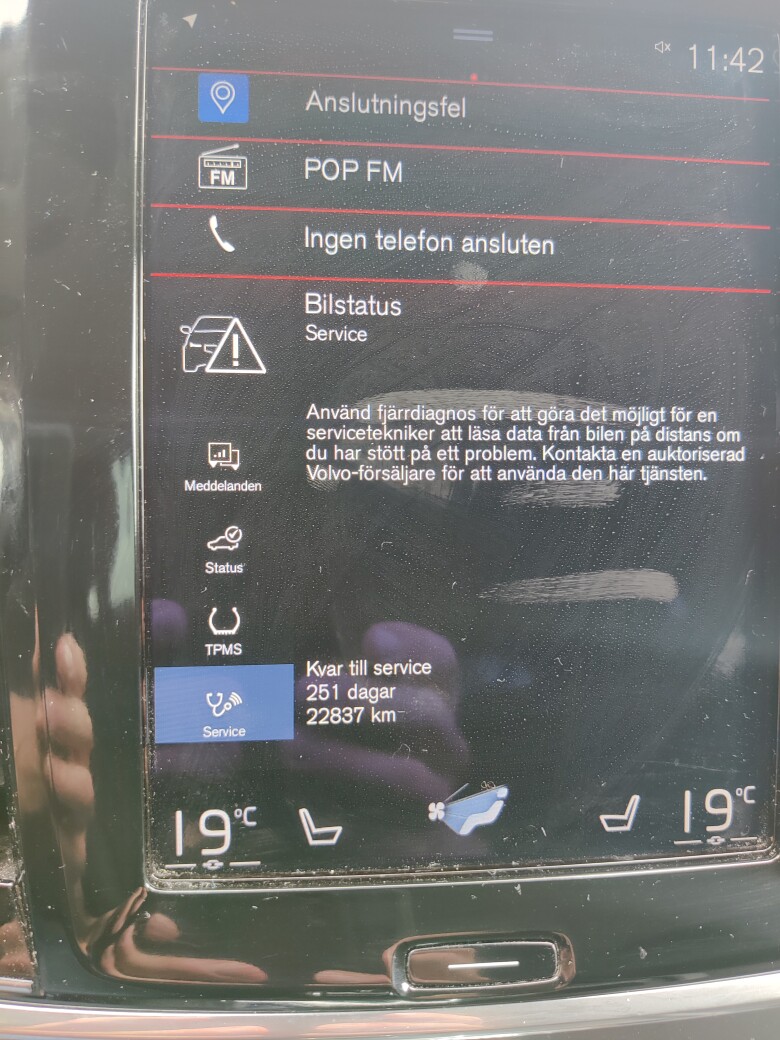 11:42
Anslutningsfel
FM
POP FM
Ingen telefon ansluten
Bilstatus
Service
Använd fjärrdiagnos för att göra det möjligt för en
servicetekniker att läsa data från bilen på distans om
du har stött på ett problem. Kontakta en auktoriserad
Volvo-försäljare för att använda den här tjänsten.
Meddelanden
Status
TPMS
Kvar till service
251 dagar
22837 km
Service
19°C
19°C